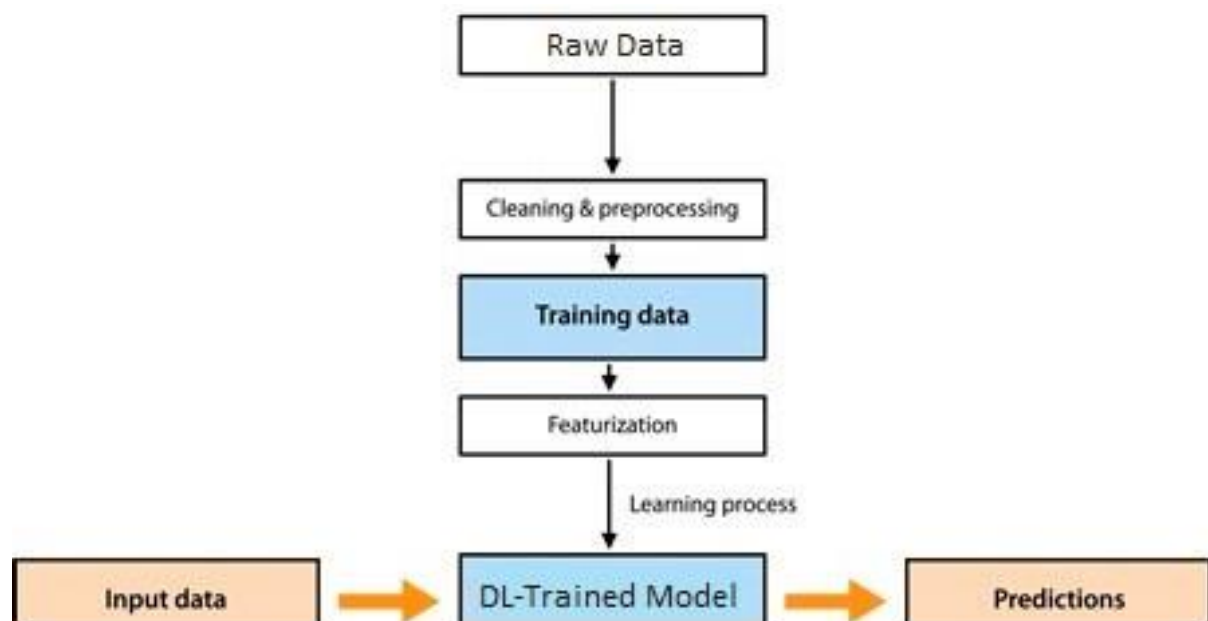 Raw Data
Cleaning & preprocessing
Training data
Featurization
Learning process
Input data
DL-Trained Model
Predictions